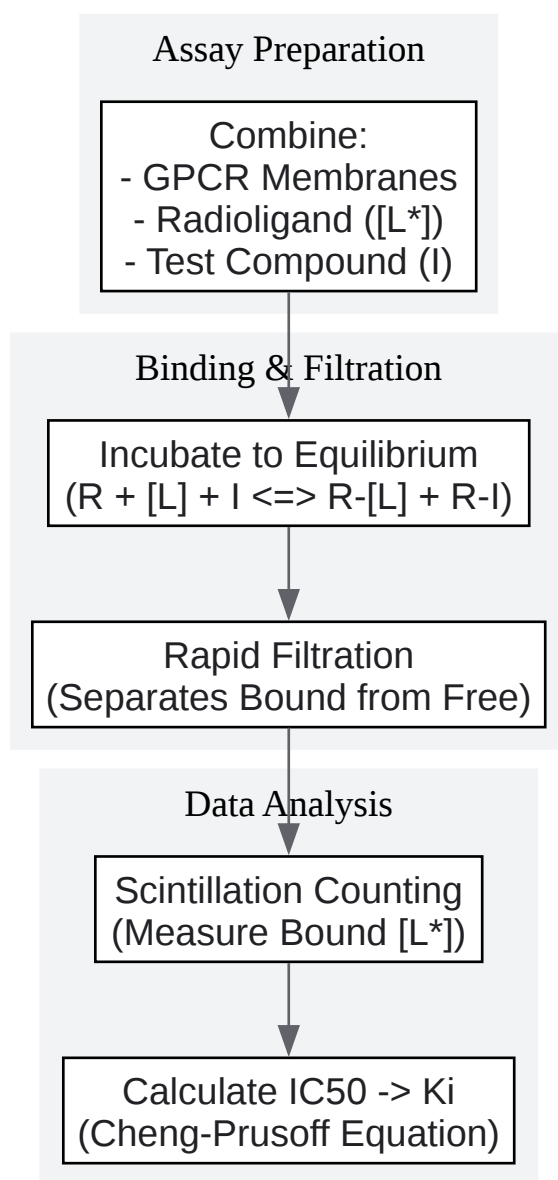 Assay Preparation
Combine:
- GPCR Membranes
- Radioligand ([L*])
- Test Compound (I)
Binding & Filtration
Incubate to Equilibrium
(R + [L] + I <=> R-[L] + R-I)
Rapid Filtration
(Separates Bound from Free)
Data Analysis
Scintillation Counting
(Measure Bound [L*])
Calculate IC50 -> Ki
(Cheng-Prusoff Equation)